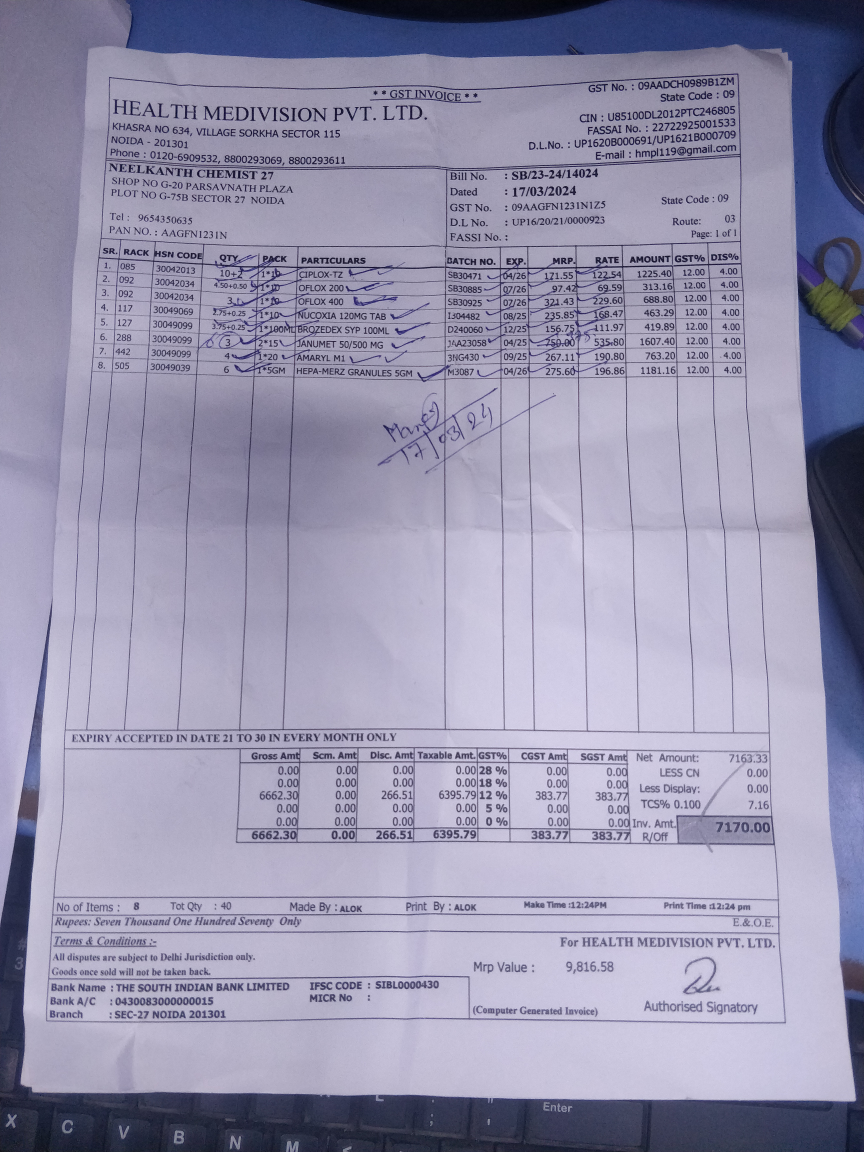 * * GST INVOICE * *
GST No. : 09AADCH0989B1ZM
State Code : 09
HEALTH MEDIVISION PVT. LTD.
CIN : U85100DL2012PTC246805
KHASRA NO 634, VILLAGE SORKHA SECTOR 115
FASSAI No. : 22722925001533
NOIDA - 201301
D.L.No. : UP1620B000691/UP1621B000709
Phone : 0120-6909532, 8800293069, 8800293611
E-mail : hmpl119@gmail.com
NEELKANTH CHEMIST 27
SHOP NO G-20 PARSAVNATH PLAZA
PLOT NO G-75B SECTOR 27 NOIDA
Tel : 9654350635
PAN NO. : AAGFN1231N
Bill No. : SB/23-24/14024
Dated : 17/03/2024
GST No. : 09AAGFN1231N1Z5 State Code : 09
D.L No. : UP16/20/21/0000923 Route: 03
FASSI No. : Page: 1 of 1
SR. RACK HSN CODE QTY PACK PARTICULARS BATCH NO. EXP. MRP. RATE AMOUNT GST% DIS%
1. 085 30042013 10+2 1*10 CIPLOX-TZ SB30471 04/26 171.55 122.54 1225.40 12.00 4.00
2. 092 30042034 4.50+0.50 1*10 OFLOX 200 SB30885 07/26 97.42 69.59 313.16 12.00 4.00
3. 092 30042034 3 1*10 OFLOX 400 SB30925 07/26 321.43 229.60 688.80 12.00 4.00
4. 117 30049069 2.75+0.25 1*10 NUCOXIA 120MG TAB I304482 08/25 235.85 168.47 463.29 12.00 4.00
5. 127 30049099 3.75+0.25 1*100ML BROZEDEX SYP 100ML D240060 12/25 156.75 111.97 419.89 12.00 4.00
6. 288 30049099 3 2*15 JANUMET 50/500 MG JAA23058 04/25 750.00 535.80 1607.40 12.00 4.00
7. 442 30049099 4 1*20 AMARYL M1 3NG430 09/25 267.11 190.80 763.20 12.00 4.00
8. 505 30049039 6 1*5GM HEPA-MERZ GRANULES 5GM M3087 04/26 275.60 196.86 1181.16 12.00 4.00
17/03/24
EXPIRY ACCEPTED IN DATE 21 TO 30 IN EVERY MONTH ONLY
Gross Amt Scm. Amt Disc. Amt Taxable Amt. GST% CGST Amt SGST Amt
0.00 0.00 0.00 0.00 28 % 0.00 0.00
0.00 0.00 0.00 0.00 18 % 0.00 0.00
6662.30 0.00 266.51 6395.79 12 % 383.77 383.77
0.00 0.00 0.00 0.00 5 % 0.00 0.00
0.00 0.00 0.00 0.00 0 % 0.00 0.00
6662.30 0.00 266.51 6395.79 383.77 383.77
Net Amount: 7163.33
LESS CN 0.00
Less Display: 0.00
TCS% 0.100 7.16
Inv. Amt. 7170.00
R/Off
No of Items : 8 Tot Qty : 40 Made By : ALOK Print By : ALOK Make Time :12:24PM Print Time :12:24 pm
Rupees: Seven Thousand One Hundred Seventy Only E.&.O.E.
Terms & Conditions :-
All disputes are subject to Delhi Jurisdiction only.
Goods once sold will not be taken back.
For HEALTH MEDIVISION PVT. LTD.
Mrp Value : 9,816.58
Bank Name : THE SOUTH INDIAN BANK LIMITED IFSC CODE : SIBL0000430
Bank A/C : 0430083000000015 MICR No :
Branch : SEC-27 NOIDA 201301
(Computer Generated Invoice)
Authorised Signatory
Enter
X
C
V
B
N
M
L